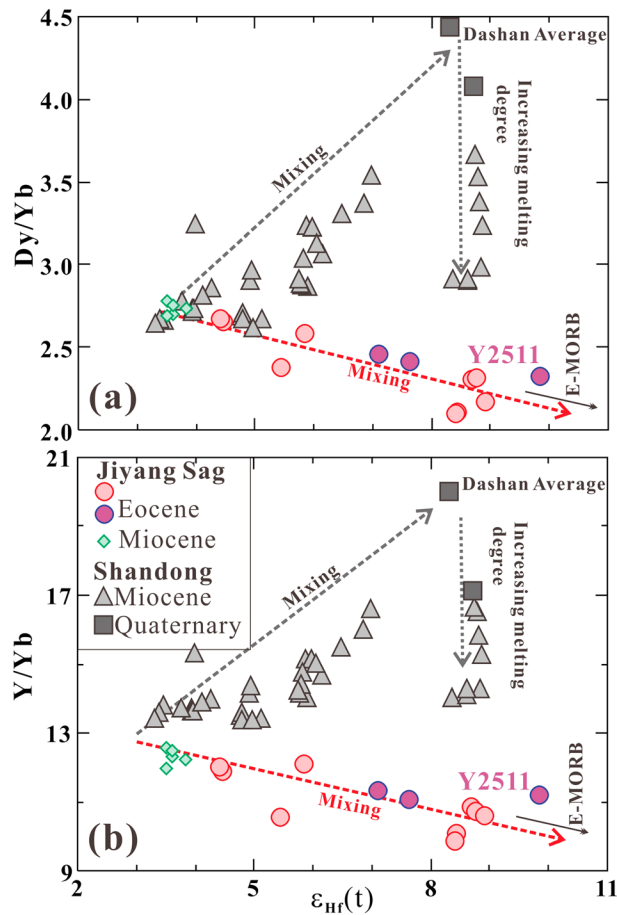 4.5
4.0
3.5
3.0
2.5
2.0
Dy/Yb
Dashan Average
Increasing melting
degree
Mixing
Y2511
E-MORB
Mixing
(a)
21
17
13
9
Y/Yb
Jiyang Sag
Eocene
Miocene
Shandong
Miocene
Quaternary
Dashan Average
Increasing melting
degree
Mixing
Y2511
E-MORB
Mixing
(b)
2
5
8
11
εHf(t)